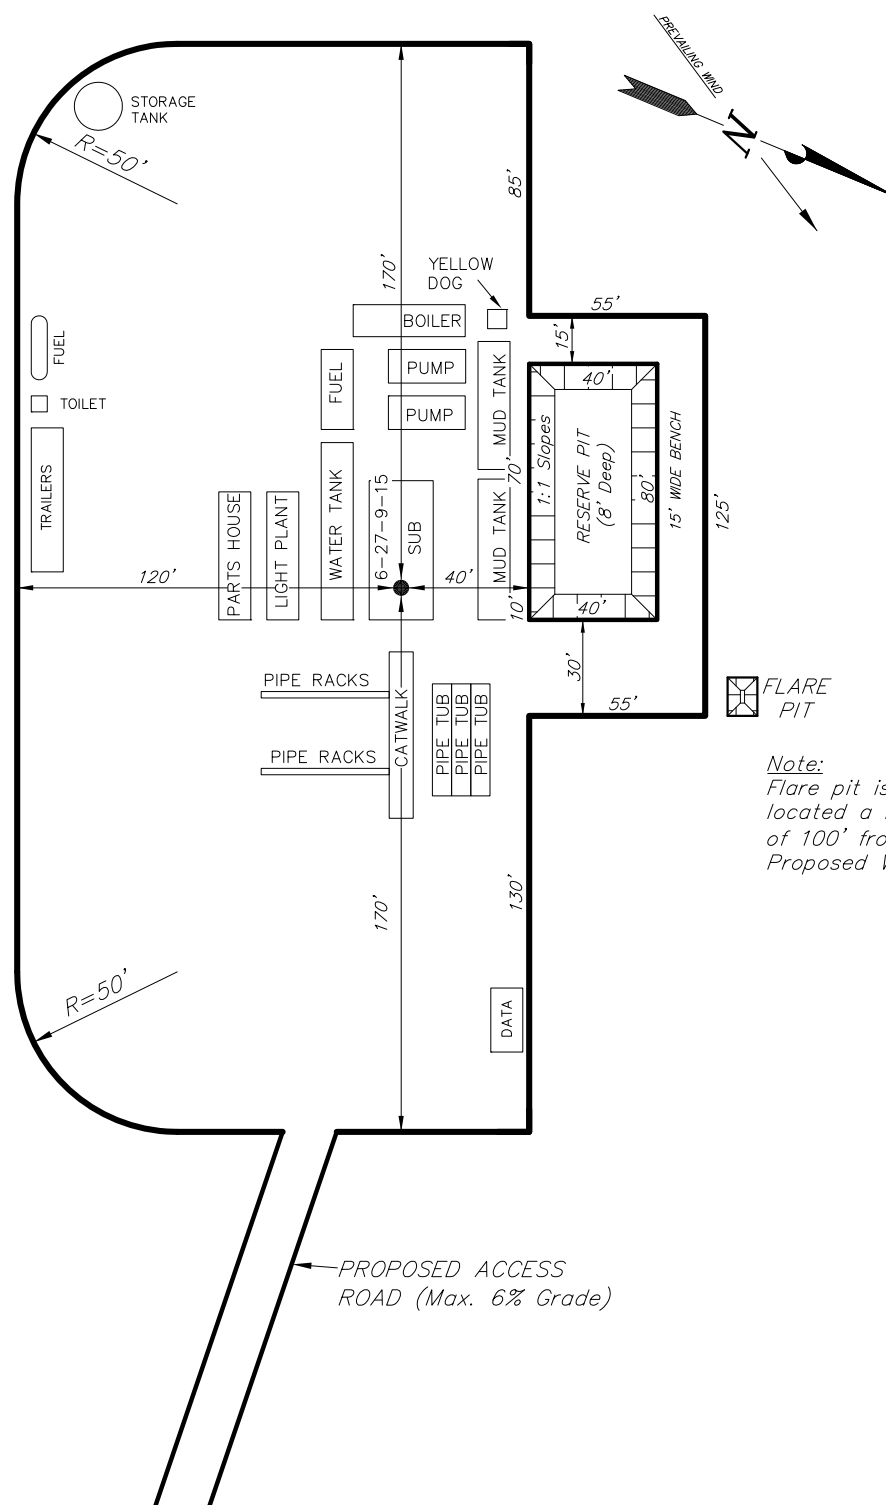 PREVAILING WIND
N
STORAGE
TANK
R=50'
85'
170'
YELLOW
DOG
55'
BOILER
15'
FUEL
PUMP
FUEL
MUD TANK
40'
TOILET
PUMP
TRAILERS
WATER TANK
6-27-9-15
SUB
70'
1:1 Slopes
RESERVE PIT
(8' Deep)
80'
15' WIDE BENCH
125'
PARTS HOUSE
LIGHT PLANT
MUD TANK
120'
40'
10'
40'
30'
PIPE RACKS
CATWALK
PIPE TUB
PIPE TUB
PIPE TUB
55'
FLARE
PIT
PIPE RACKS
Note:
Flare pit is
located a
of 100' fro
Proposed W
130'
170'
R=50'
DATA
PROPOSED ACCESS
ROAD (Max. 6% Grade)